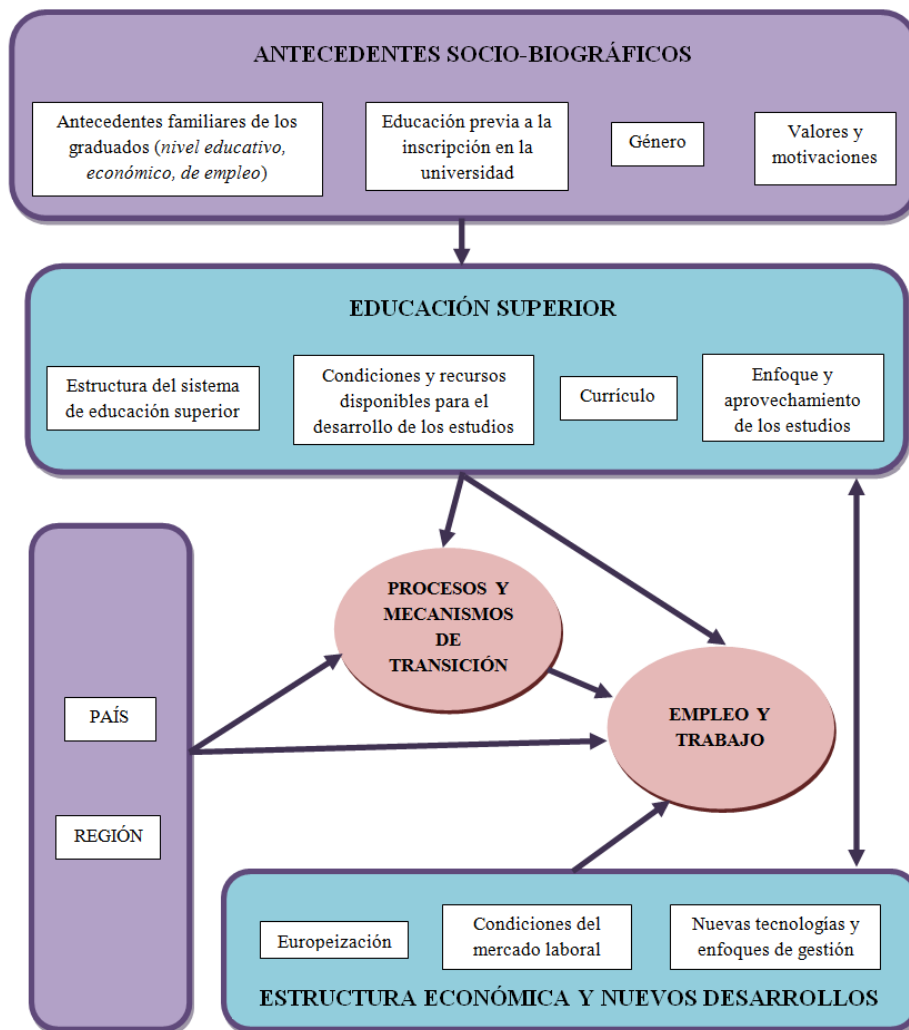 ANTECEDENTES SOCIO-BIOGRÁFICOS
Antecedentes familiares de los
graduados (nivel educativo,
económico, de empleo)
Educación previa a la
inscripción en la
universidad
Género
Valores y
motivaciones
EDUCACIÓN SUPERIOR
Estructura del sistema
de educación superior
Condiciones y recursos
disponibles para el
desarrollo de los estudios
Currículo
Enfoque y
aprovechamiento
de los estudios
PROCESOS Y
MECANISMOS
DE
TRANSICIÓN
EMPLEO Y
TRABAJO
PAÍS
REGIÓN
Europeización
Condiciones del
mercado laboral
Nuevas tecnologías y
enfoques de gestión
ESTRUCTURA ECONÓMICA Y NUEVOS DESARROLLOS